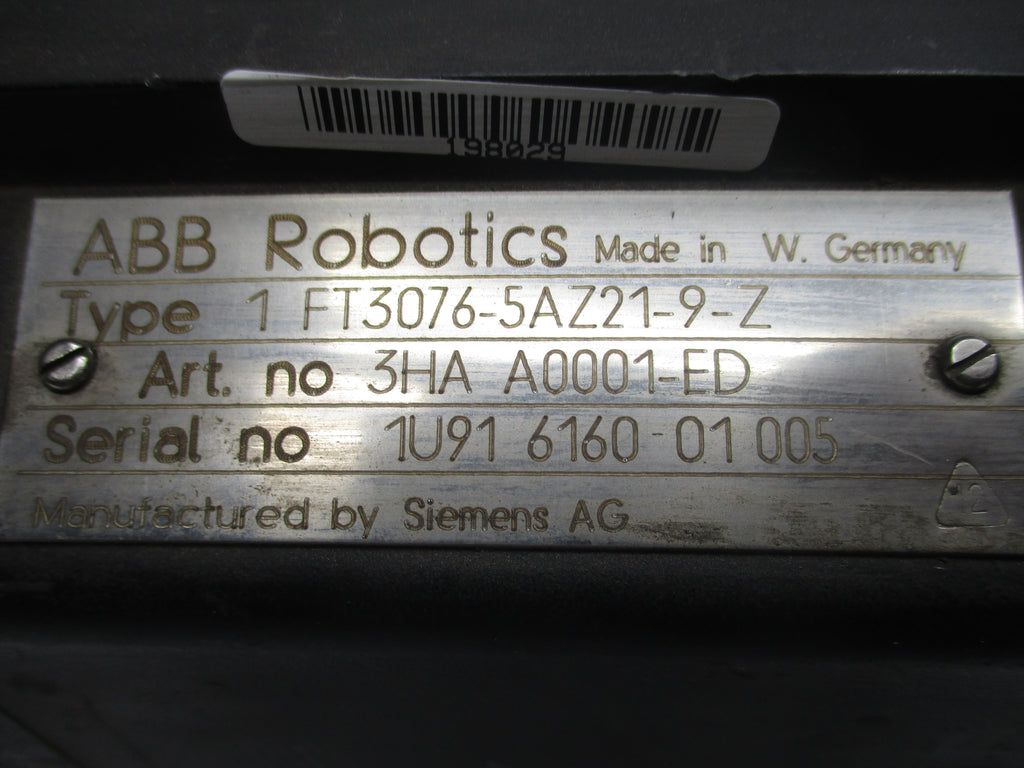 198029
ABB Robotics Made in W. Germany
Type 1 FT3076-5AZ21-9-Z
Art. no 3HA A0001-ED
Serial no 1U91 6160 01 005
Manufactured by Siemens AG
2